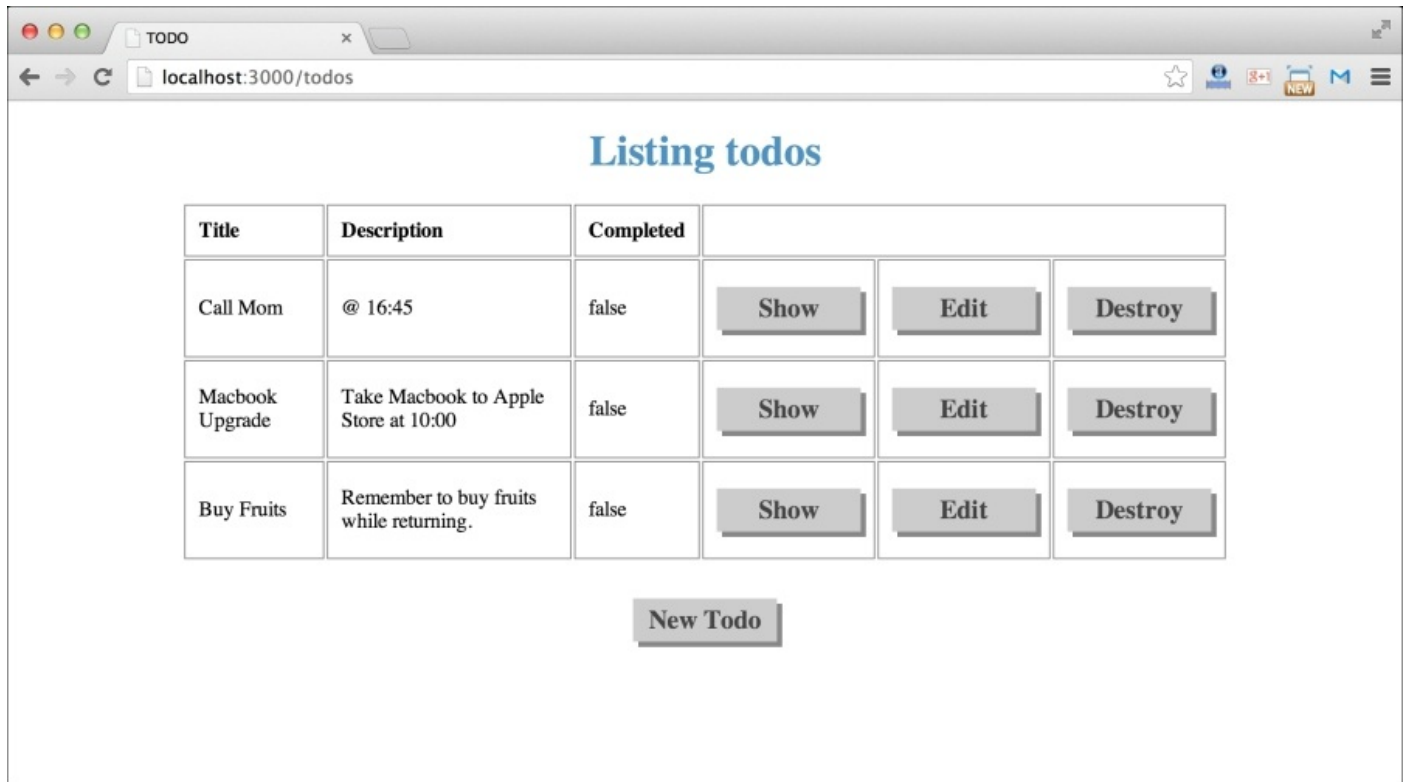 TODO
localhost:3000/todos
g+1
NEW
M
Listing todos
Title Description Completed
Call Mom @ 16:45 false Show Edit Destroy
Macbook
Upgrade
Take Macbook to Apple
Store at 10:00
false Show Edit Destroy
Buy Fruits
Remember to buy fruits
while returning.
false Show Edit Destroy
New Todo